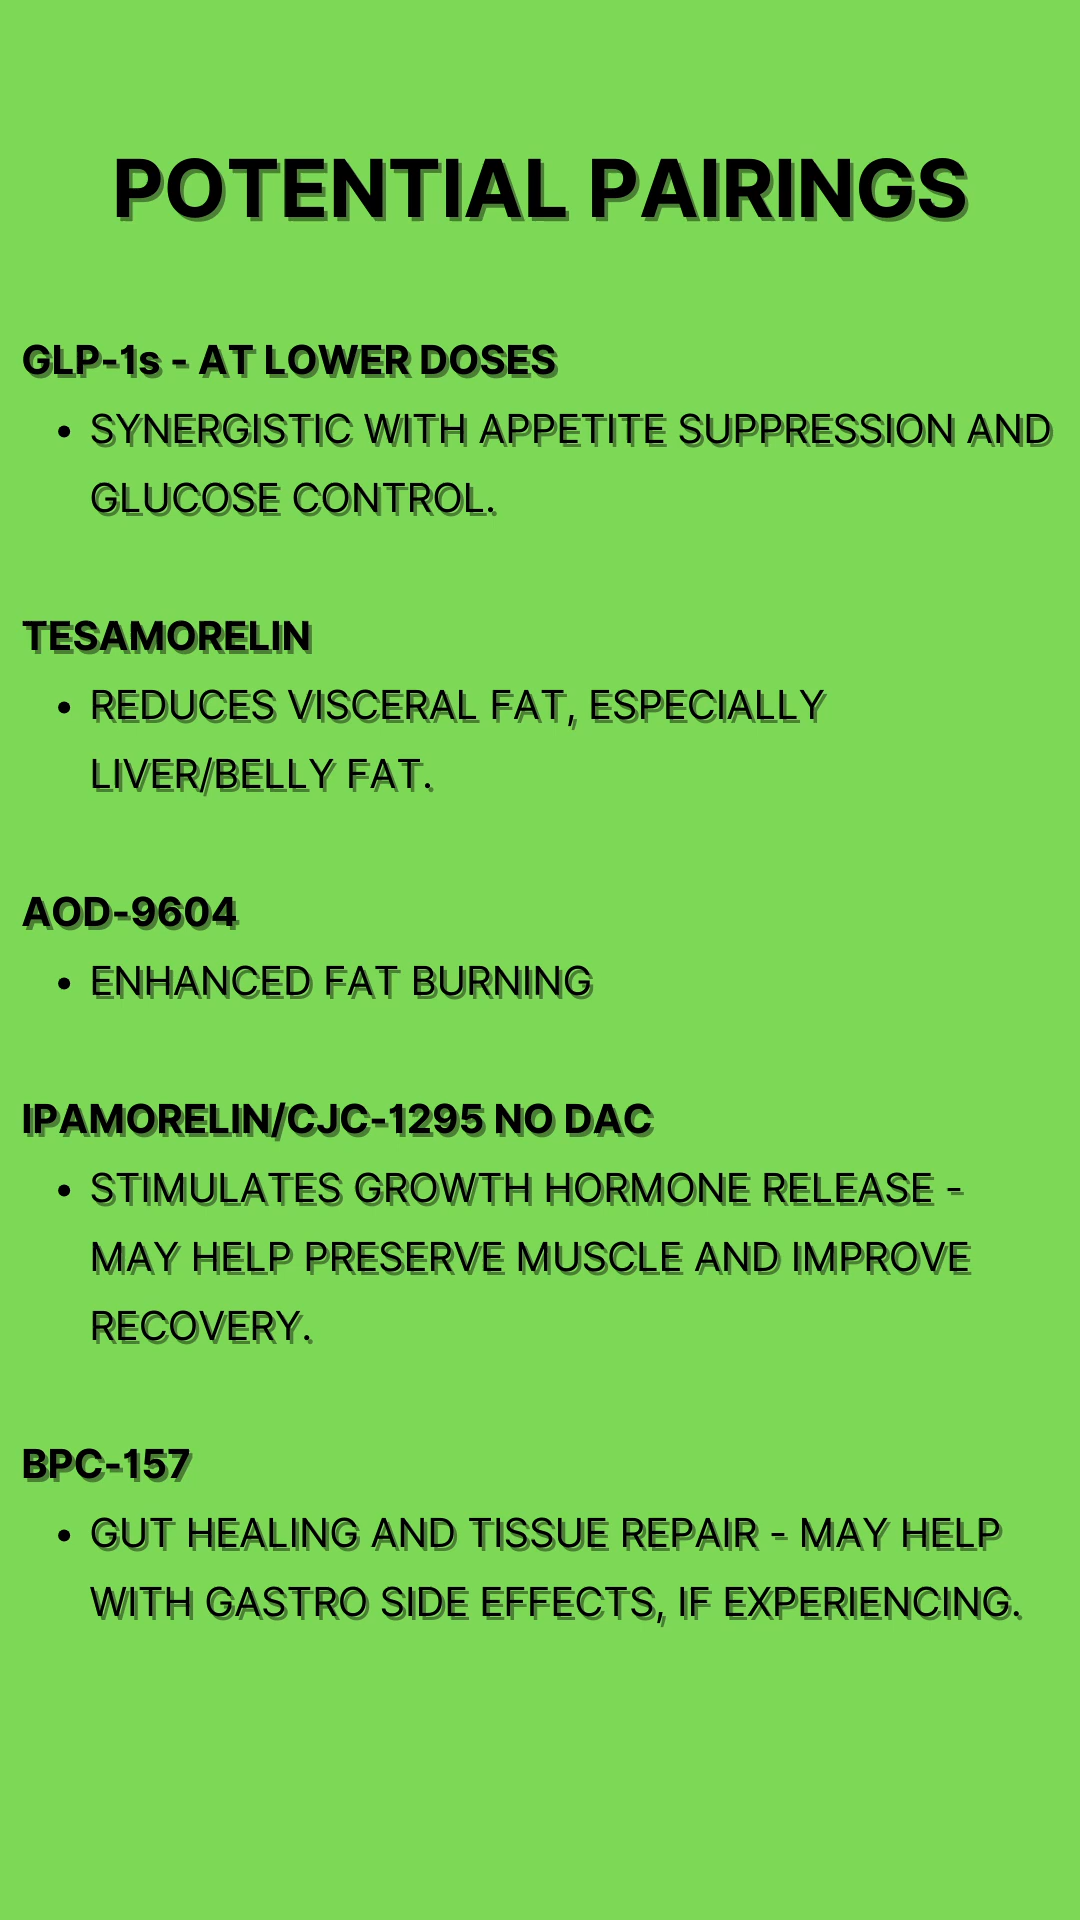 POTENTIAL PAIRINGS
GLP-1s - AT LOWER DOSES
• SYNERGISTIC WITH APPETITE SUPPRESSION AND
GLUCOSE CONTROL.
TESAMORELIN
• REDUCES VISCERAL FAT, ESPECIALLY
LIVER/BELLY FAT.
AOD-9604
• ENHANCED FAT BURNING
IPAMORELIN/CJC-1295 NO DAC
• STIMULATES GROWTH HORMONE RELEASE -
MAY HELP PRESERVE MUSCLE AND IMPROVE
RECOVERY.
BPC-157
• GUT HEALING AND TISSUE REPAIR - MAY HELP
WITH GASTRO SIDE EFFECTS, IF EXPERIENCING.